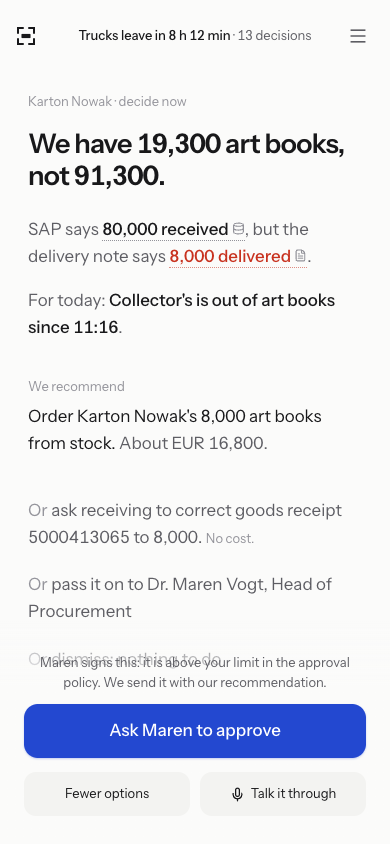 Trucks leave in 8 h 12 min · 13 decisions
Karton Nowak · decide now
We have 19,300 art books,
not 91,300.
SAP says 80,000 received, but the
delivery note says 8,000 delivered.
For today: Collector's is out of art books
since 11:16.
We recommend
Order Karton Nowak's 8,000 art books
from stock. About EUR 16,800.
Or ask receiving to correct goods receipt
5000413065 to 8,000. No cost.
Or pass it on to Dr. Maren Vogt, Head of
Procurement
Or dismiss: nothing to do
Maren signs this: it is above your limit in the approval
policy. We send it with our recommendation.
Ask Maren to approve
Fewer options
Talk it through